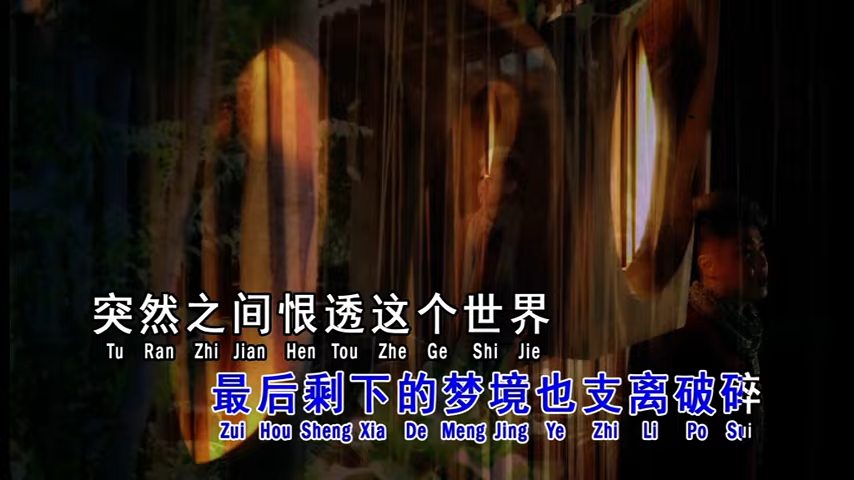 突然之间恨透这个世界
Tu Ran Zhi Jian Hen Tou Zhe Ge Shi Jie
最后剩下的梦境也支离破碎
Zui Hou Sheng Xia De Meng Jing Ye Zhi Li Po Sui